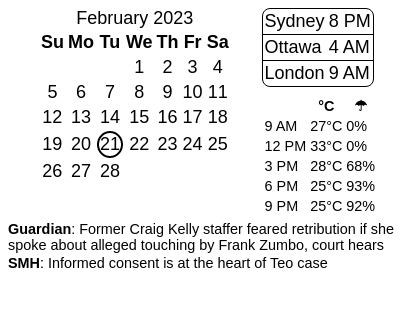 February 2023
Su Mo Tu We Th Fr Sa
1 2 3 4
5 6 7 8 9 10 11
12 13 14 15 16 17 18
19 20 21 22 23 24 25
26 27 28
Sydney 8 PM
Ottawa 4 AM
London 9 AM
°C ☂
9 AM 27°C 0%
12 PM 33°C 0%
3 PM 28°C 68%
6 PM 25°C 93%
9 PM 25°C 92%
Guardian: Former Craig Kelly staffer feared retribution if she
spoke about alleged touching by Frank Zumbo, court hears
SMH: Informed consent is at the heart of Teo case